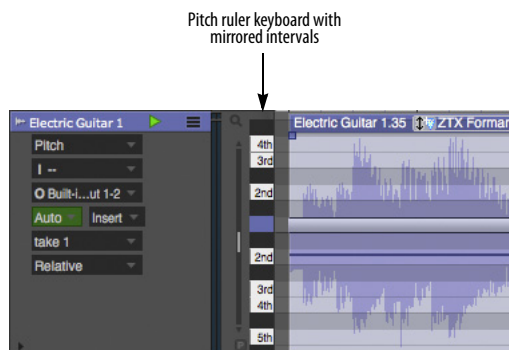 Pitch ruler keyboard with
mirrored intervals
Electric Guitar 1
Pitch
I --
O Built-i...ut 1-2
Auto Insert
take 1
Relative
4th
3rd
2nd
2nd
3rd
4th
5th
Electric Guitar 1.35 ZTX Formar